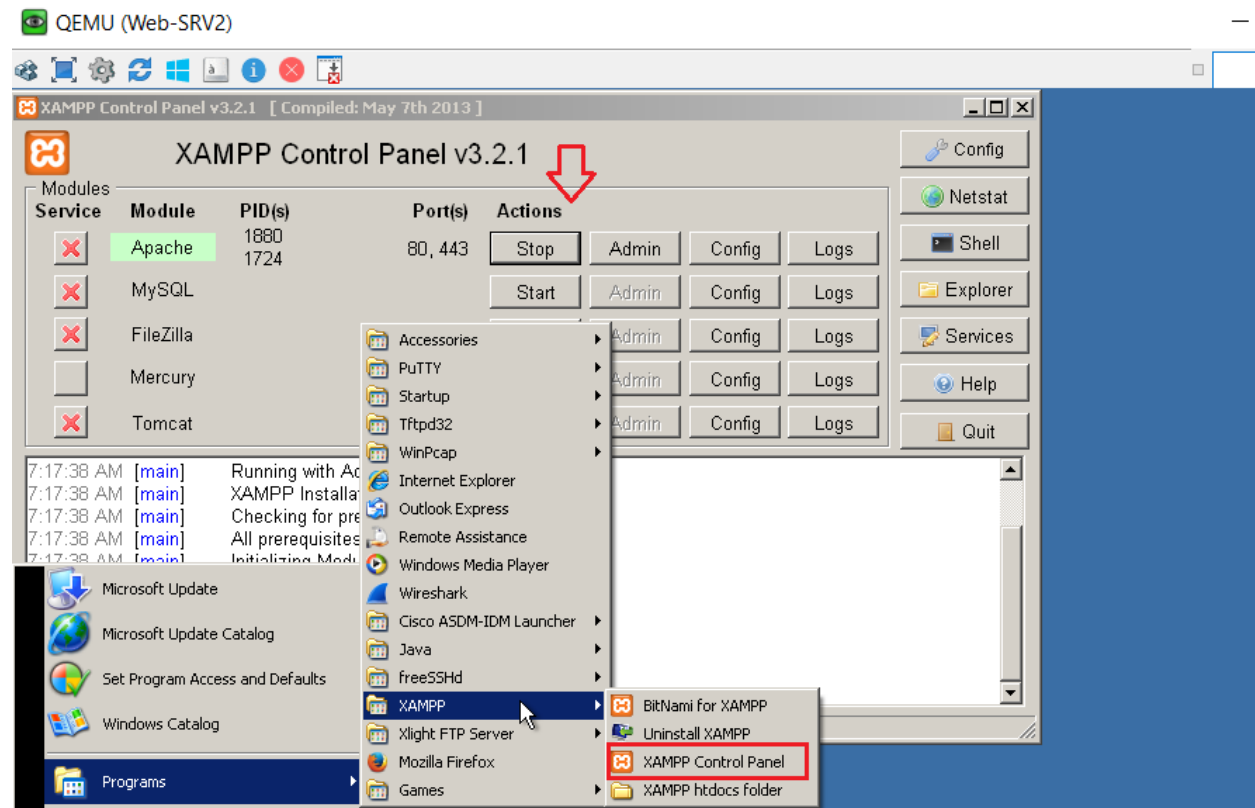 QEMU (Web-SRV2)
XAMPP Control Panel v3.2.1 [ Compiled: May 7th 2013 ]
XAMPP Control Panel v3.2.1
Config
Netstat
Shell
Explorer
Services
Help
Quit
Modules
Service Module PID(s) Port(s) Actions
Apache 1880 1724 80, 443 Stop Admin Config Logs
MySQL Start Admin Config Logs
FileZilla Admin Config Logs
Mercury Admin Config Logs
Tomcat Admin Config Logs
7:17:38 AM [main] Running with
7:17:38 AM [main] XAMPP
7:17:38 AM [main] Checking for
7:17:38 AM [main] All prerequisites
7:17:38 AM [main] Initializing
Microsoft Update
Microsoft Update Catalog
Set Program Access and Defaults
Windows Catalog
Programs
Accessories
PuTTY
Startup
Tftpd32
WinPcap
Internet Explorer
Outlook Express
Remote Assistance
Windows Media Player
Wireshark
Cisco ASDM-IDM Launcher
Java
freeSSHd
XAMPP
Xlight FTP Server
Mozilla Firefox
Games
BitNami for XAMPP
Uninstall XAMPP
XAMPP Control Panel
XAMPP htdocs folder